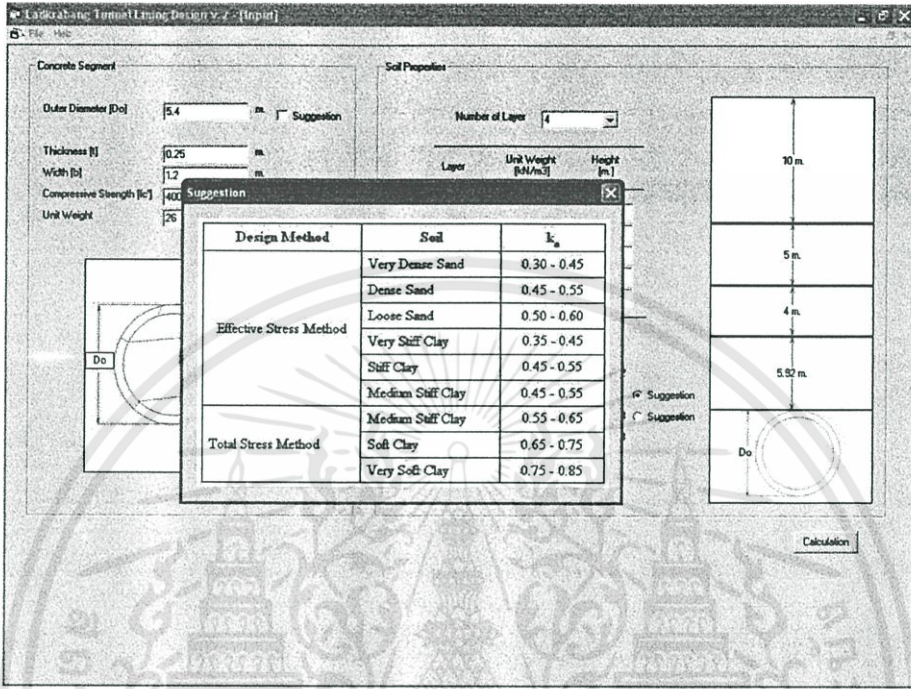 Ladkrabang Tunnel Lining Design v. 2 - [Input]
File Help
Concrete Segment
Outer Diameter [Do] 5.4 m. Suggestion
Thickness [t] 0.25 m.
Width [b] 1.2 m.
Compressive Strength [fc'] 400
Unit Weight 26
Do
Soil Properties
Number of Layer 4
Layer Unit Weight [kN/m3] Height [m.]
Suggestion
Suggestion
10 m.
5 m.
4 m.
5.92 m.
Do
Calculation
Suggestion
Design Method Soil k
Effective Stress Method
Very Dense Sand 0.30 - 0.45
Dense Sand 0.45 - 0.55
Loose Sand 0.50 - 0.60
Very Stiff Clay 0.35 - 0.45
Stiff Clay 0.45 - 0.55
Medium Stiff Clay 0.45 - 0.55
Total Stress Method
Medium Stiff Clay 0.55 - 0.65
Soft Clay 0.65 - 0.75
Very Soft Clay 0.75 - 0.85